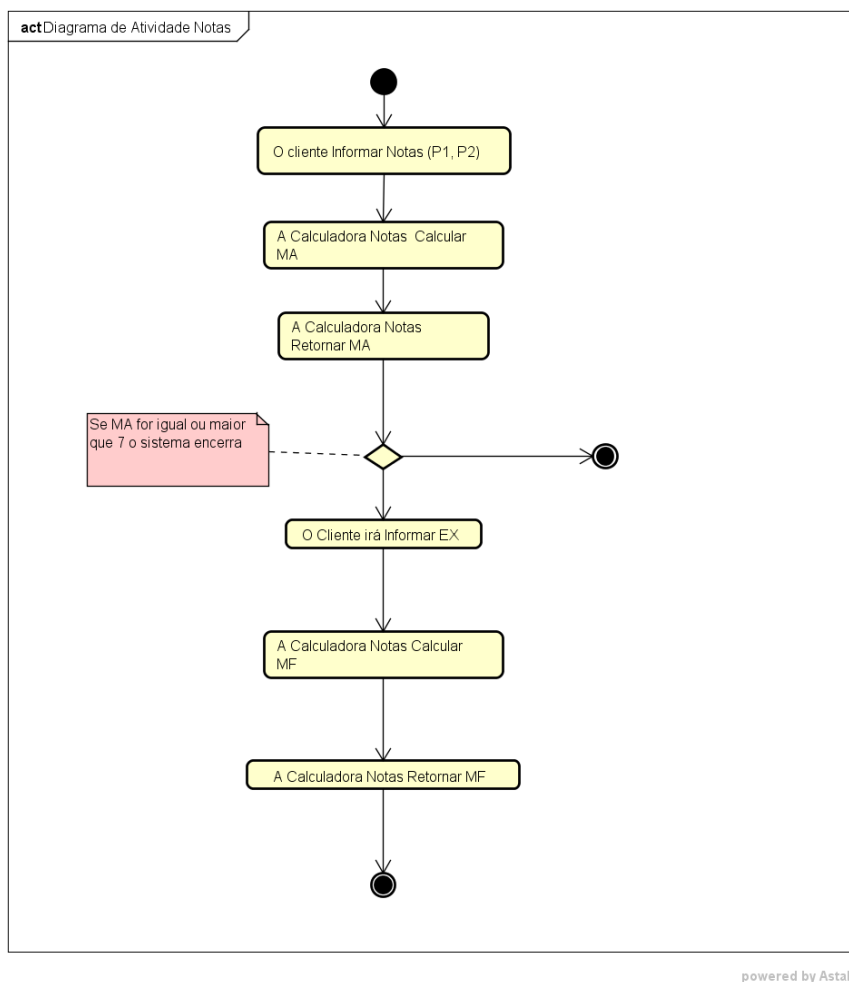 actDiagrama de Atividade Notas
O cliente Informar Notas (P1, P2)
A Calculadora Notas  Calcular
MA
A Calculadora Notas
Retornar MA
Se MA for igual ou maior
que 7 o sistema encerra
O Cliente irá Informar EX
A Calculadora Notas Calcular
MF
A Calculadora Notas Retornar MF
powered by Astal